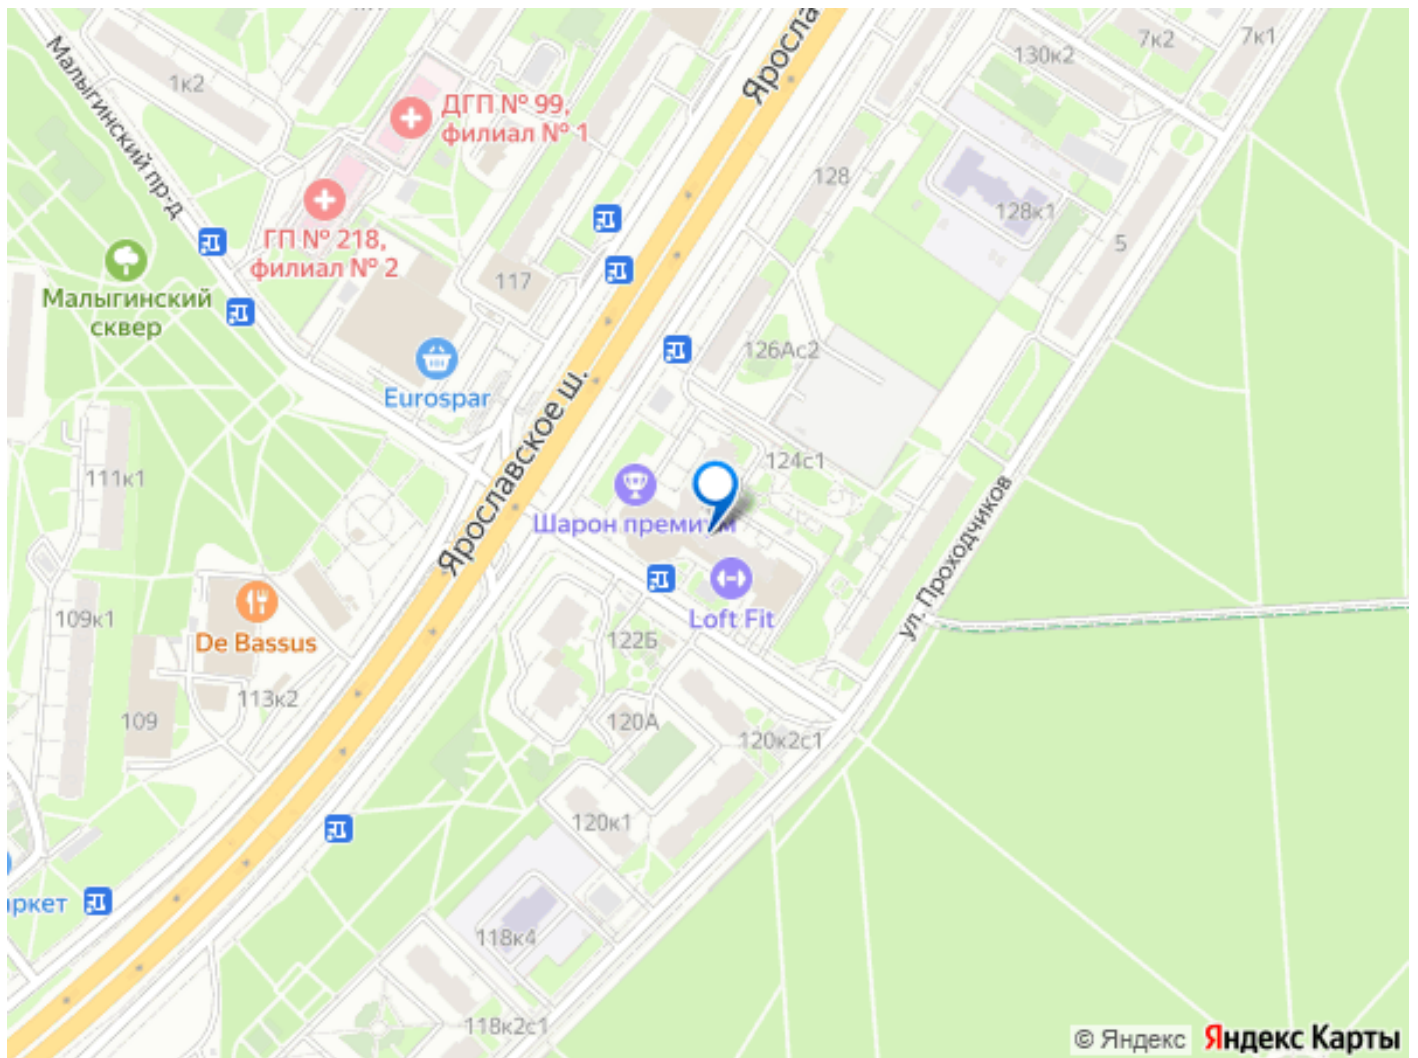 1к1
Малыгинский пр-д
1к2
ДГП № 99,
филиал № 1
ГП № 218,
филиал № 2
Малыгинский
сквер
117
Eurospar
Яросла
Ярославское ш.
130к2
7к2
7к1
128
128к1
5
126Ас2
124с1
Шарон премиум
Loft Fit
ул. Проходчиков
111к1
109к1
De Bassus
113к2
109
122Б
120А
120к2с1
120к1
118к4
118к2с1
ркет
© Яндекс
Яндекс Карты